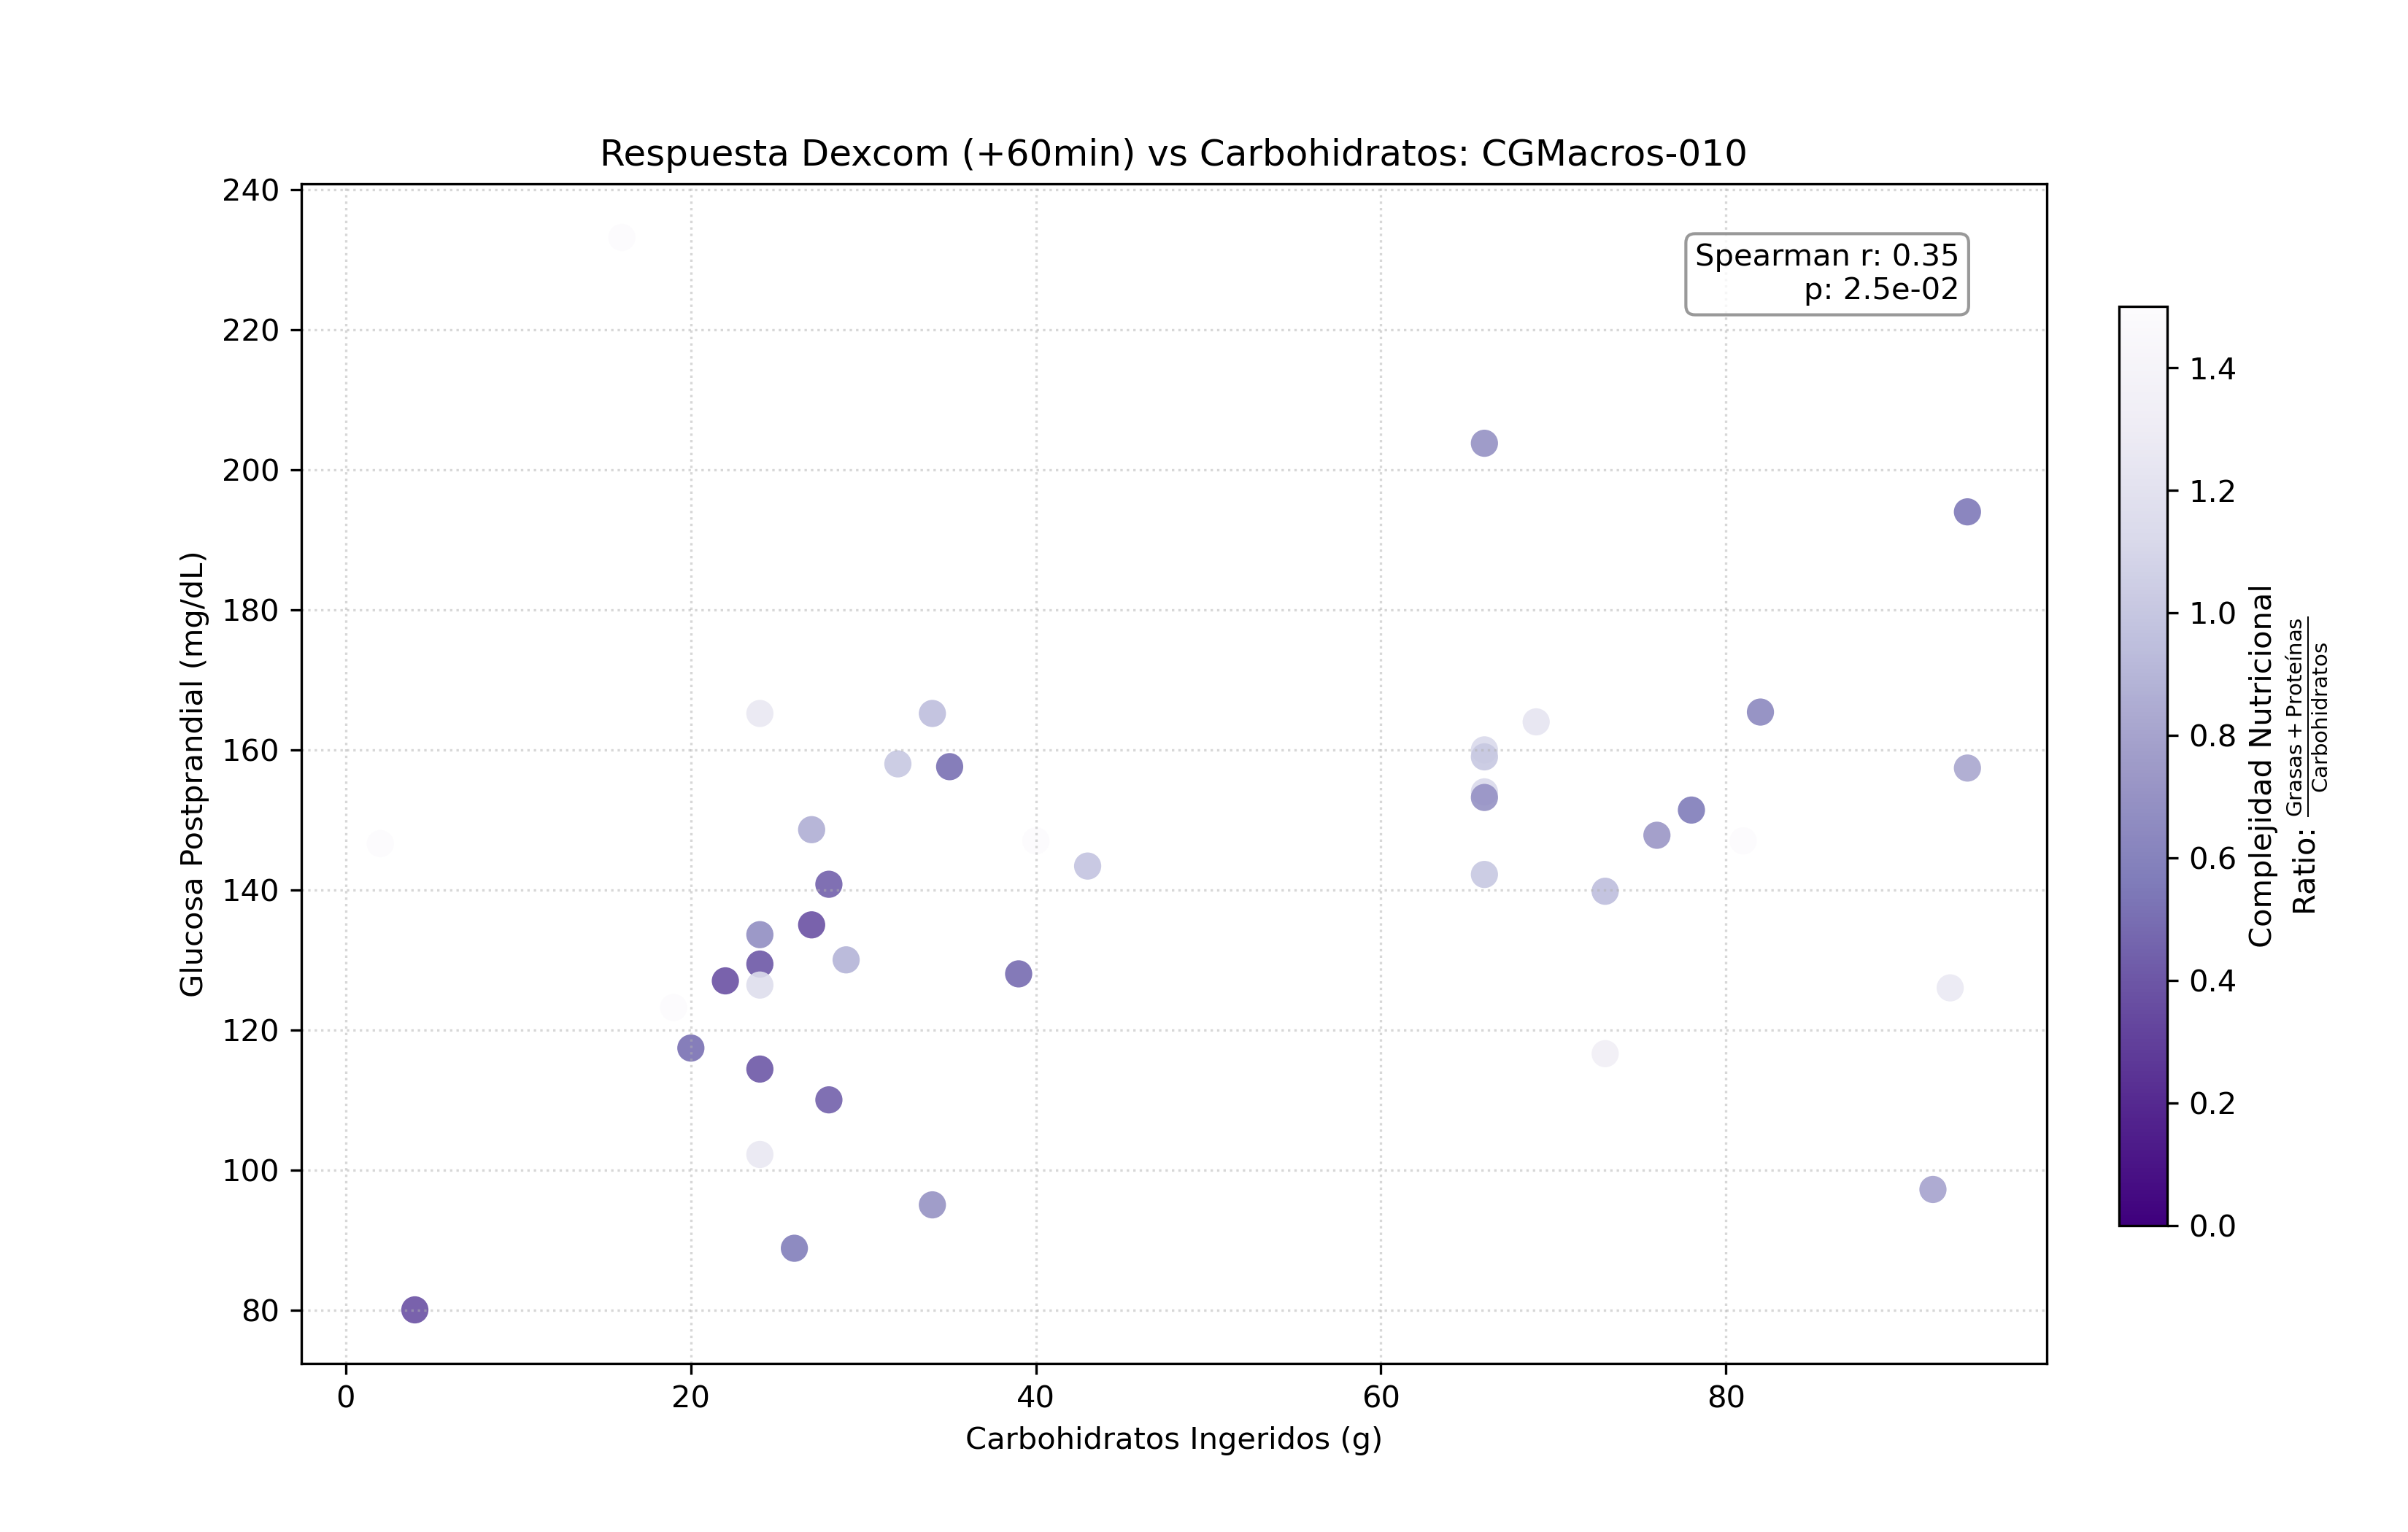 Respuesta Dexcom (+60min) vs Carbohidratos: CGMacros-010
Spearman r: 0.35
p: 2.5e-02
Glucosa Postprandial (mg/dL)
240
220
200
180
160
140
120
100
80
0
20
40
60
80
Carbohidratos Ingeridos (g)
1.4
1.2
1.0
0.8
0.6
0.4
0.2
0.0
Complejidad Nutricional
Ratio: Grasas + Proteínas
Carbohidratos